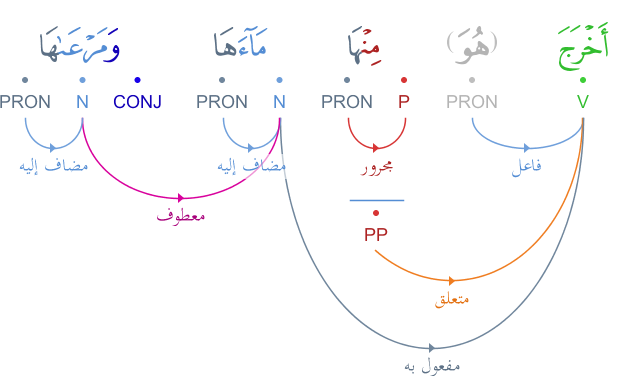 أَخْرَجَ (هُوَ) مِنْهَا مَآءَهَا وَمَرْعَىٰهَا
V PRON P PRON N PRON CONJ N PRON
فاعل مجرور مضاف إليه مضاف إليه
PP
معطوف
متعلق
مفعول به